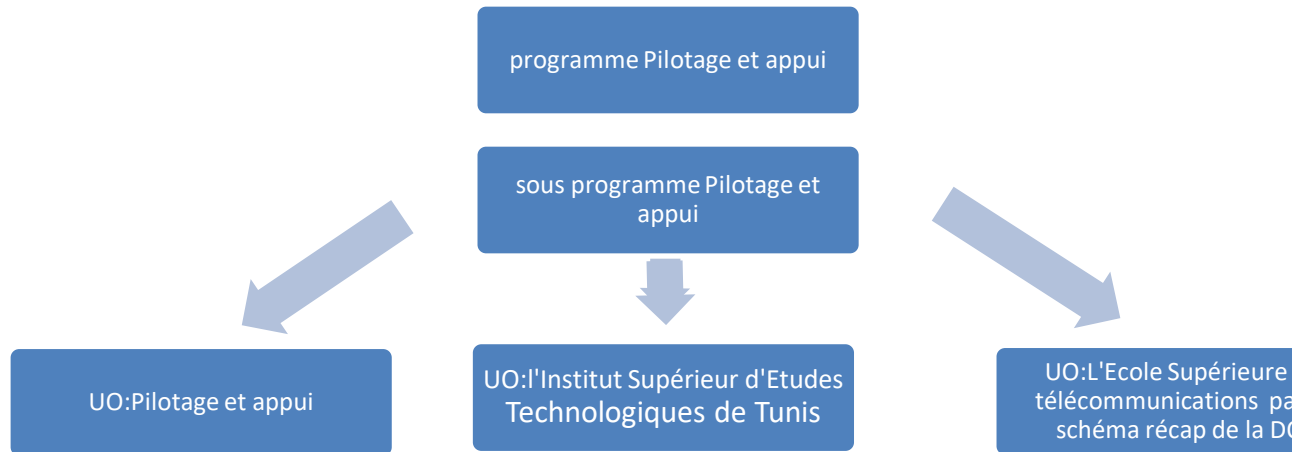 programme Pilotage et appui
sous programme Pilotage et
appui
UO:Pilotage et appui
UO:l'Institut Supérieur d'Etudes
Technologiques de Tunis
UO:L'Ecole Supérieure
télécommunications
schéma récap de la